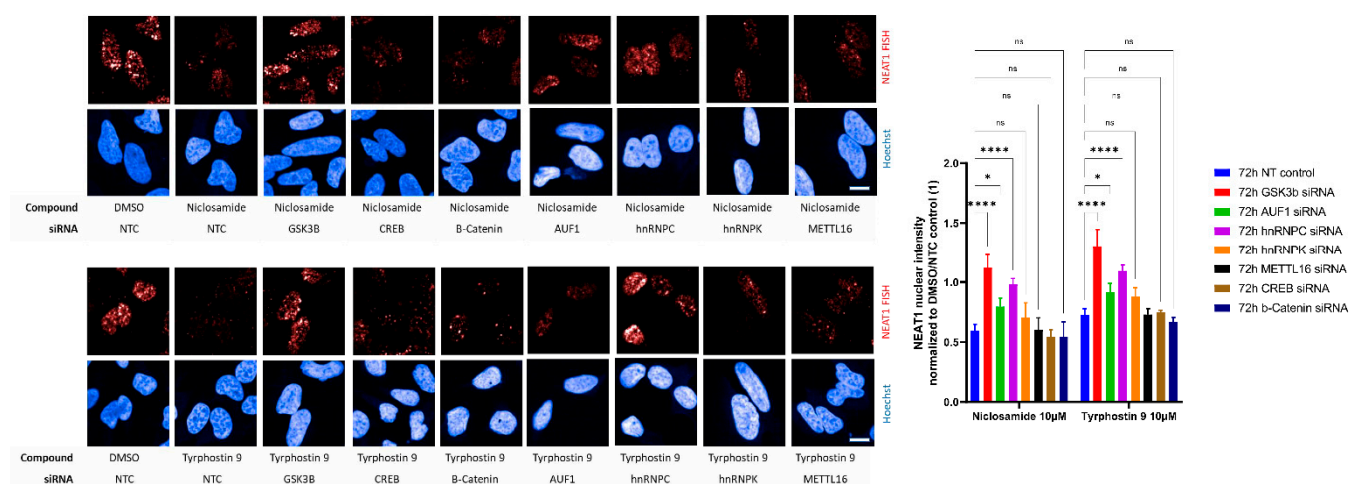 NEAT1 FISH
Hoechst
Compound DMSO Niclosamide Niclosamide Niclosamide Niclosamide Niclosamide Niclosamide Niclosamide Niclosamide
siRNA NTC NTC GSK3B CREB B-Catenin AUF1 hnRNPC hnRNPK METTL16
NEAT1 FISH
Hoechst
Compound DMSO Tyrphostin 9 Tyrphostin 9 Tyrphostin 9 Tyrphostin 9 Tyrphostin 9 Tyrphostin 9 Tyrphostin 9 Tyrphostin 9
siRNA NTC NTC GSK3B CREB B-Catenin AUF1 hnRNPC hnRNPK METTL16
ns ns
ns ns
ns ns
ns ns
**** ****
* *
**** ****
NEAT1 nuclear intensity
normalized to DMSO/NTC control (1)
2.0
1.5
1.0
0.5
0.0
Niclosamide 10µM Tyrphostin 9 10µM
72h NT control
72h GSK3b siRNA
72h AUF1 siRNA
72h hnRNPC siRNA
72h hnRNPK siRNA
72h METTL16 siRNA
72h CREB siRNA
72h b-Catenin siRNA